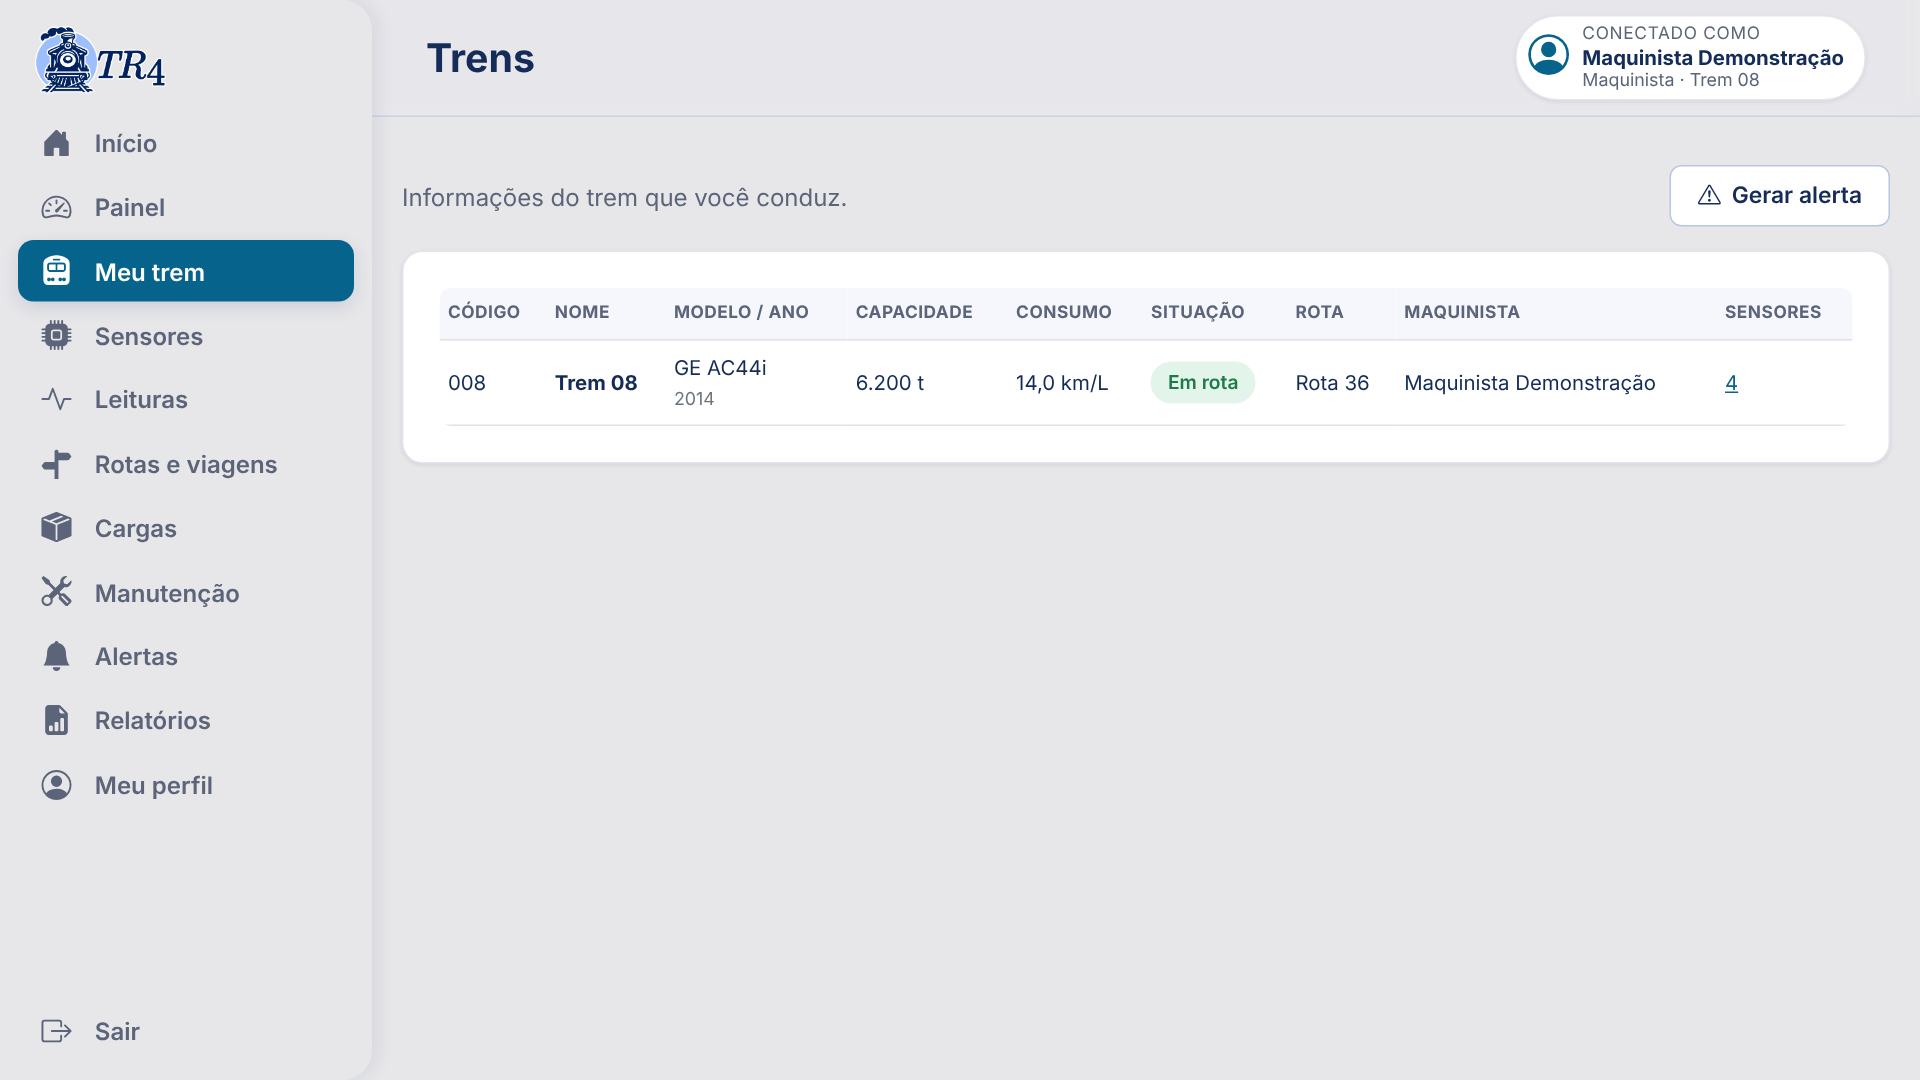 TR4
Início
Painel
Meu trem
Sensores
Leituras
Rotas e viagens
Cargas
Manutenção
Alertas
Relatórios
Meu perfil
Sair
Trens
CONECTADO COMO
Maquinista Demonstração
Maquinista · Trem 08
Informações do trem que você conduz.
Gerar alerta
CÓDIGO NOME MODELO / ANO CAPACIDADE CONSUMO SITUAÇÃO ROTA MAQUINISTA SENSORES
008 Trem 08 GE AC44i 6.200 t 14,0 km/L Em rota Rota 36 Maquinista Demonstração 4
2014